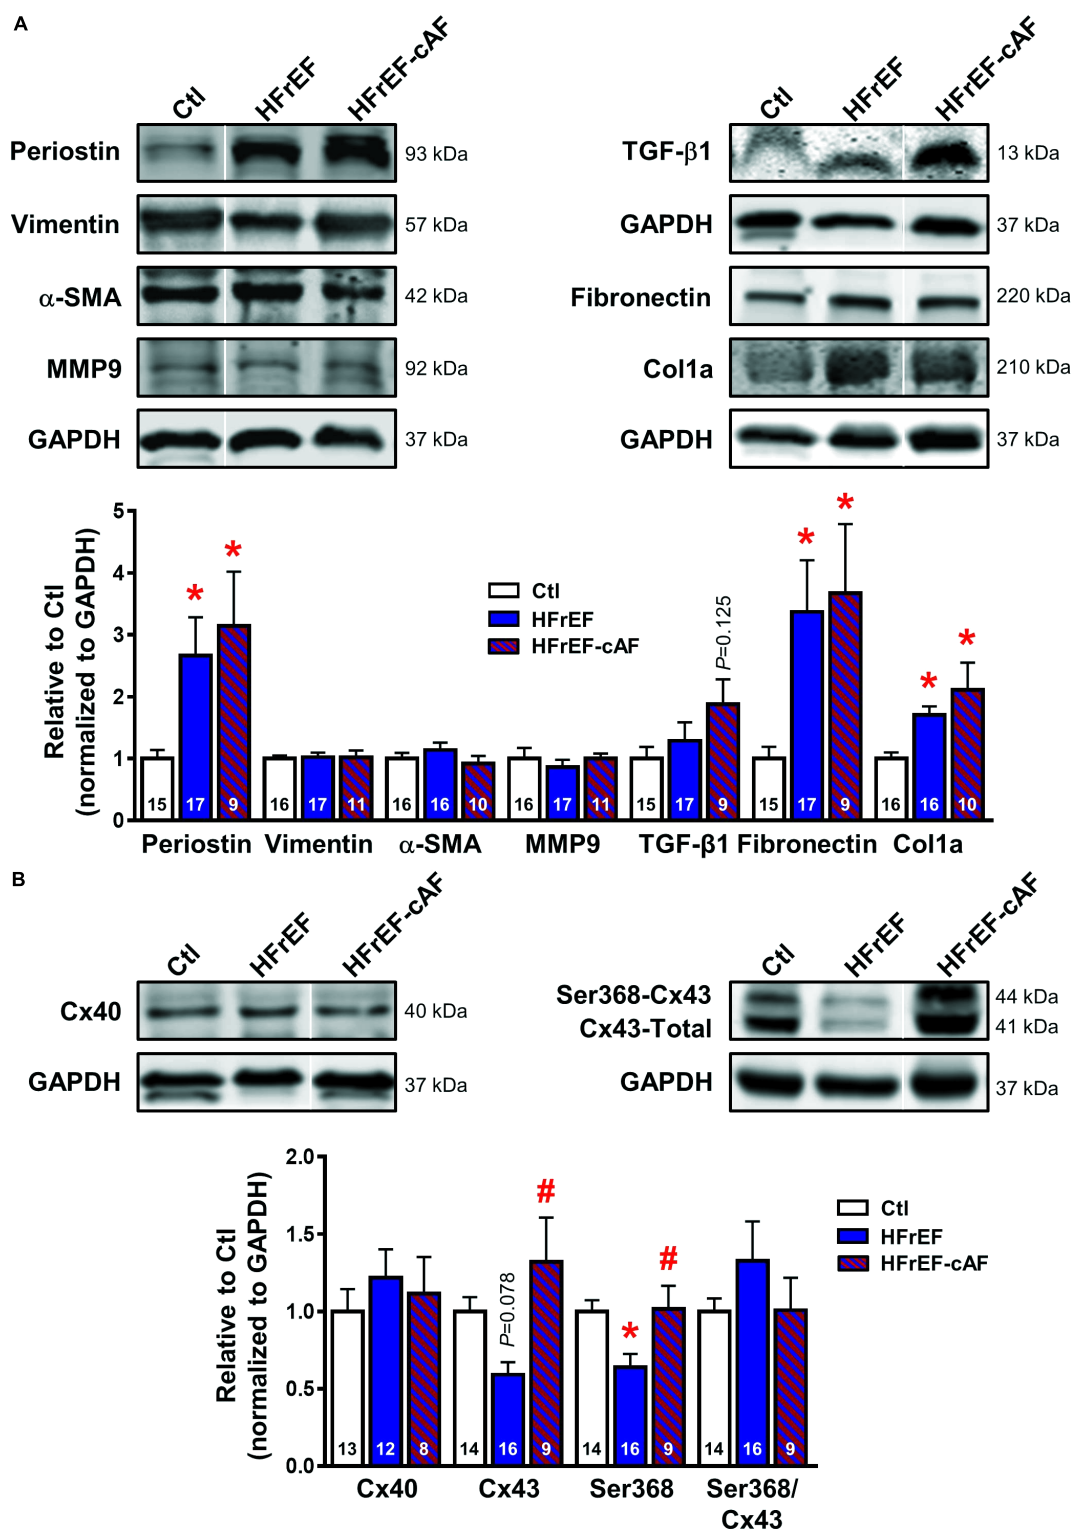 A
Ctl HFrEF HFrEF-cAF
Periostin 93 kDa
Vimentin 57 kDa
α-SMA 42 kDa
MMP9 92 kDa
GAPDH 37 kDa
Ctl HFrEF HFrEF-cAF
TGF-β1 13 kDa
GAPDH 37 kDa
Fibronectin 220 kDa
Col1a 210 kDa
GAPDH 37 kDa
Relative to Ctl
(normalized to GAPDH)
5
4
3
2
1
0
* * * * * *
P=0.125
Ctl
HFrEF
HFrEF-cAF
15 17 9 16 17 11 16 16 10 16 17 11 15 17 9 15 17 9 16 16 10
Periostin Vimentin α-SMA MMP9 TGF-β1 Fibronectin Col1a
B
Ctl HFrEF HFrEF-cAF
Cx40 40 kDa
GAPDH 37 kDa
Ctl HFrEF HFrEF-cAF
Ser368-Cx43 44 kDa
Cx43-Total 41 kDa
GAPDH 37 kDa
Relative to Ctl
(normalized to GAPDH)
2.0
1.5
1.0
0.5
0.0
P=0.078
# * #
Ctl
HFrEF
HFrEF-cAF
13 12 8 14 16 9 14 16 9 14 16 9
Cx40 Cx43 Ser368 Ser368/
Cx43